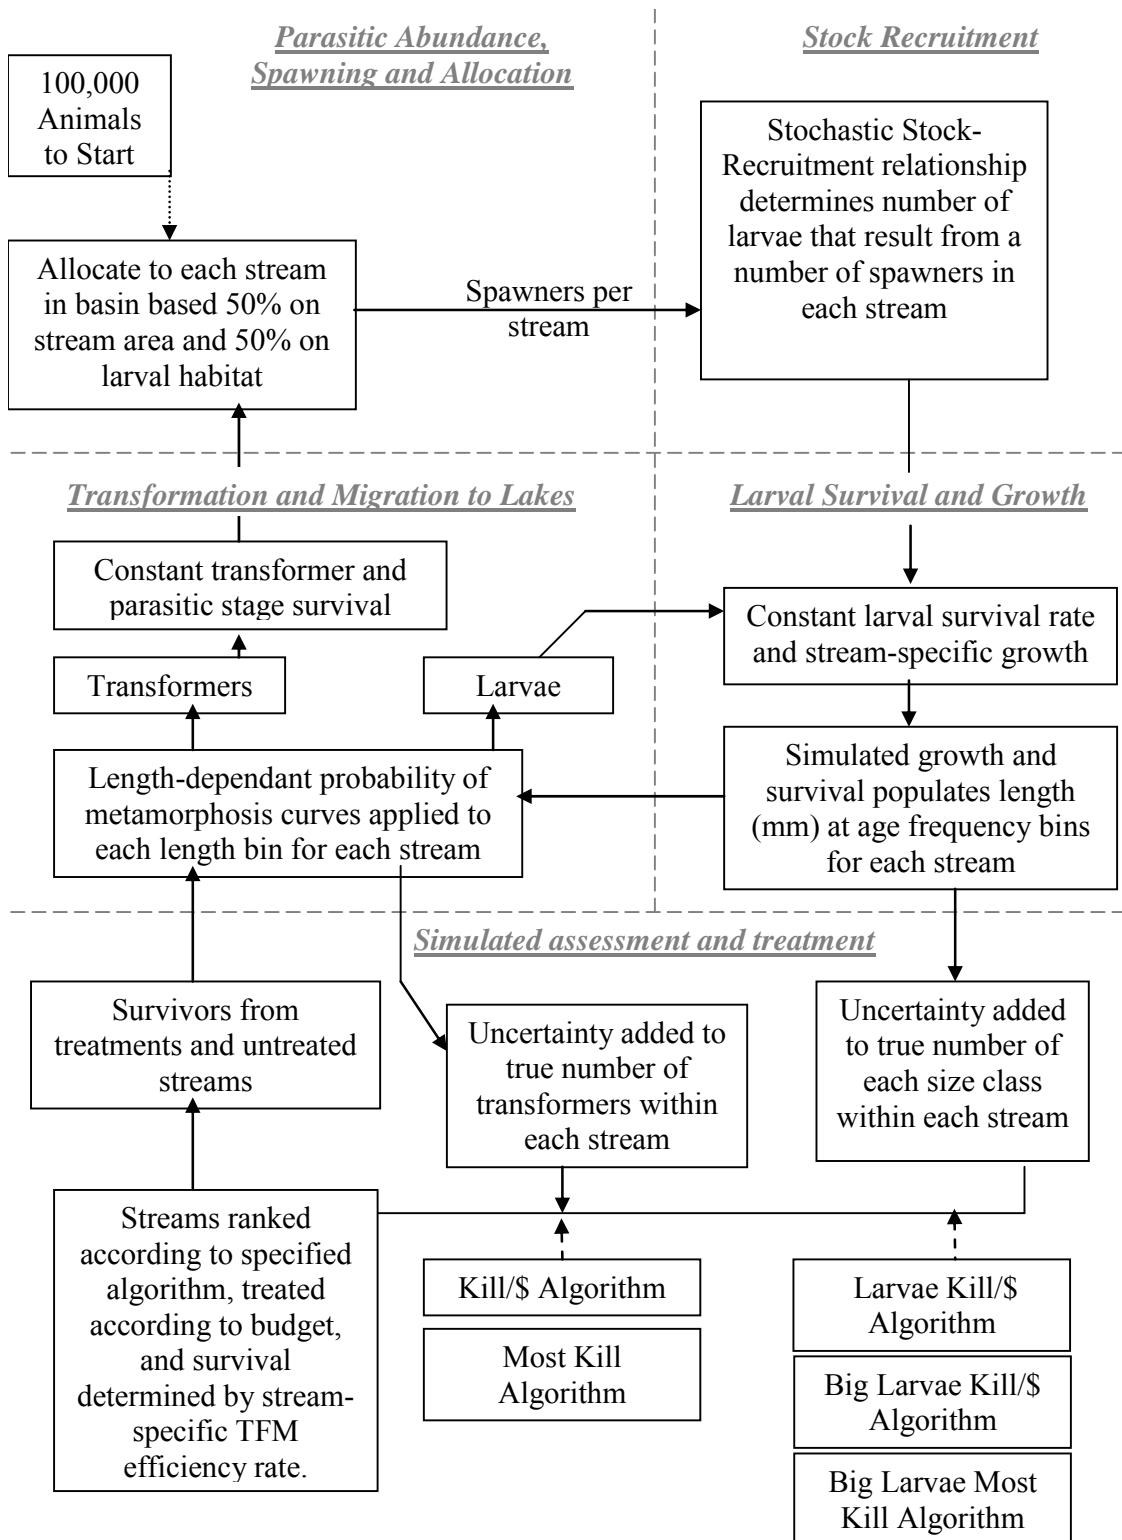 Parasitic Abundance,
Spawning and Allocation
Stock Recruitment
100,000
Animals
to Start
Stochastic Stock-
Recruitment relationship
determines number of
larvae that result from a
number of spawners in
each stream
Allocate to each stream
in basin based 50% on
stream area and 50% on
larval habitat
Spawners per
stream
Transformation and Migration to Lakes
Larval Survival and Growth
Constant transformer and
parasitic stage survival
Constant larval survival rate
and stream-specific growth
Transformers
Larvae
Length-dependant probability of
metamorphosis curves applied to
each length bin for each stream
Simulated growth and
survival populates length
(mm) at age frequency bins
for each stream
Simulated assessment and treatment
Survivors from
treatments and untreated
streams
Uncertainty added to
true number of
transformers within
each stream
Uncertainty added
to true number of
each size class
within each stream
Streams ranked
according to specified
algorithm, treated
according to budget,
and survival
determined by stream-
specific TFM
efficiency rate.
Kill/$ Algorithm
Most Kill
Algorithm
Larvae Kill/$
Algorithm
Big Larvae Kill/$
Algorithm
Big Larvae Most
Kill Algorithm